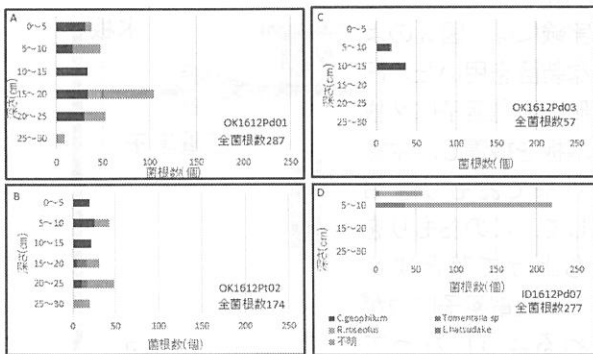 A
0～5
5～10
10～15
15～20
20～25
25～30
深さ(cm)
OK1612Pd01
全菌根数287
0 50 100 150 200 250
菌根数(個)
B
0～5
5～10
10～15
15～20
20～25
25～30
深さ(cm)
OK1612Pt02
全菌根数174
0 50 100 150 200 250
菌根数(個)
C
0～5
5～10
10～15
15～20
20～25
25～30
深さ(cm)
OK1612Pd03
全菌根数57
0 50 100 150 200 250
菌根数(個)
D
5～10
25～30
深さ(cm)
0 50 100 150 200 250
菌根数(個)
ID1612Pd07
全菌根数277
C.geophilum
Tomentella sp
R.roseolus
L.hatsudake
不明